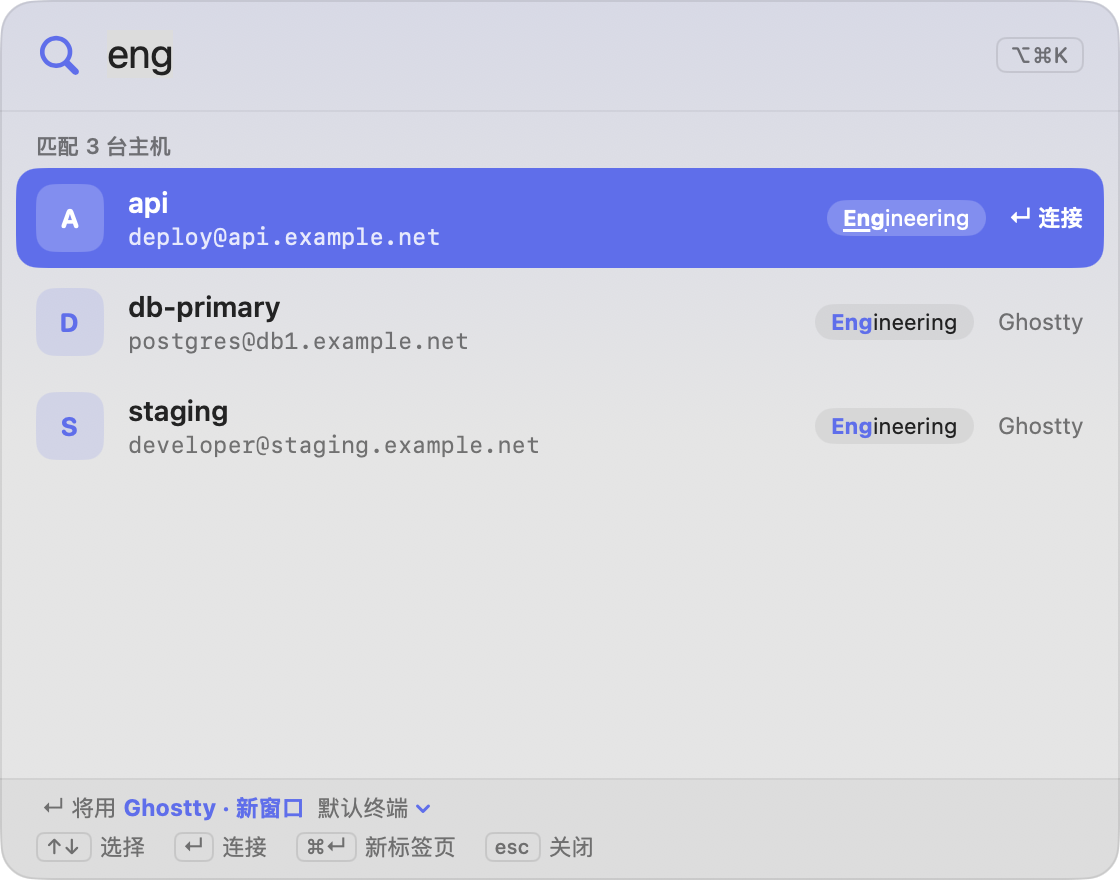 eng ⌥⌘K
匹配 3 台主机
A api Engineering ↵ 连接
deploy@api.example.net
D db-primary Engineering Ghostty
postgres@db1.example.net
S staging Engineering Ghostty
developer@staging.example.net
↵ 将用 Ghostty · 新窗口 默认终端
↑↓ 选择 ↵ 连接 ⌘↵ 新标签页 esc 关闭